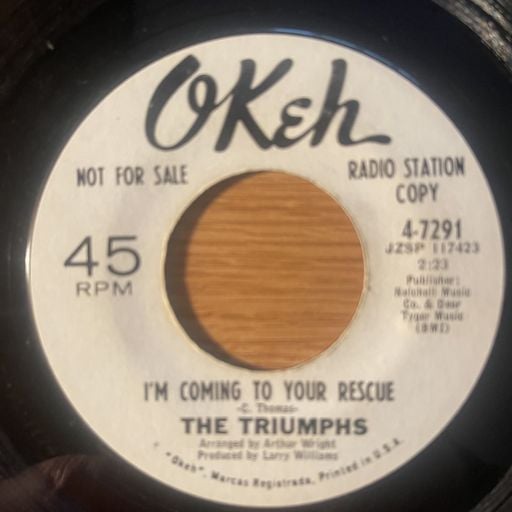 OKeh
NOT FOR SALE
RADIO STATION
COPY
45
RPM
4-7291
JZSP 117423
2:23
Publisher:
Music
Co. & Dear
Tyger Music
(BMI)
I'M COMING TO YOUR RESCUE
-C. Thomas-
THE TRIUMPHS
Arranged by Arthur Wright
Produced by Larry Williams
"Okeh", Marcas Registrada, Printed in U.S.A.